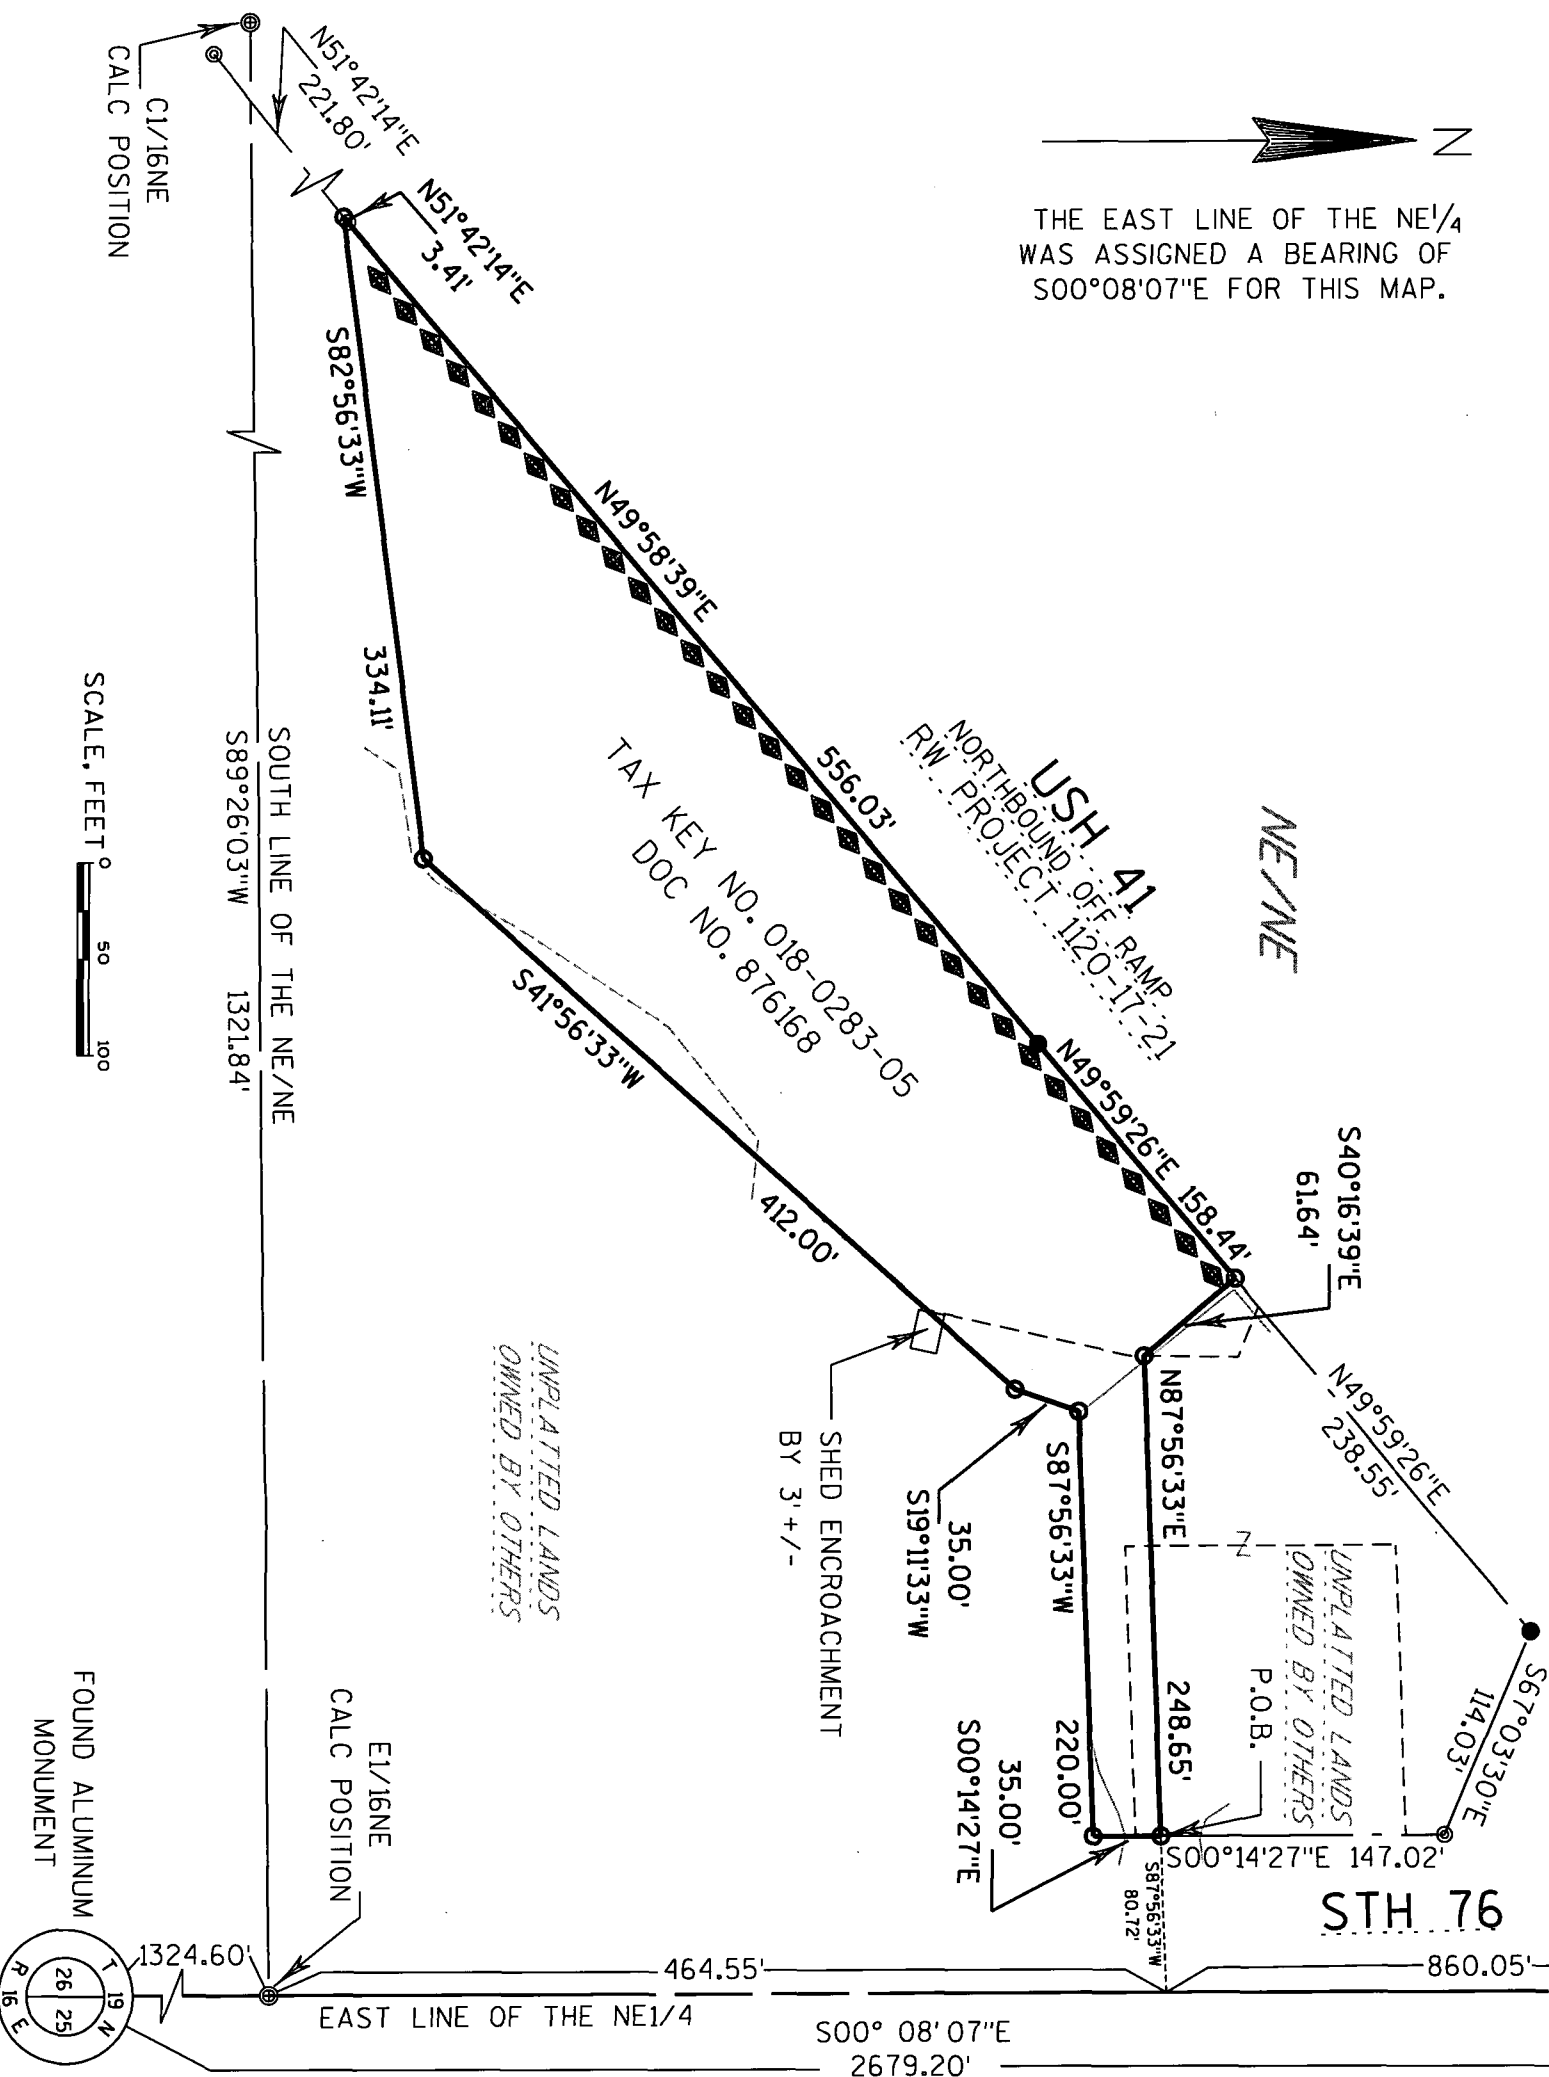 N
THE EAST LINE OF THE NE1/4
WAS ASSIGNED A BEARING OF
S00°08'07"E FOR THIS MAP.
NE/NE
USH 41
NORTHBOUND OFF RAMP
RW PROJECT 1120-17-21
N51°42'14"E
221.80'
C1/16NE
CALC POSITION
N51°42'14"E
3.41'
N49°58'39"E
556.03'
N49°59'26"E 158.44'
S40°16'39"E
61.64'
N49°59'26"E
238.55'
S67°03'30"E
114.03'
S00°14'27"E 147.02'
STH 76
UNPLATTED LANDS
OWNED BY OTHERS
Z
P.O.B.
N87°56'33"E
248.65'
S87°56'33"W
80.72'
S87°56'33"W
220.00'
35.00'
S00°14'27"E
35.00'
S19°11'33"W
TAX KEY NO. 018-0283-05
DOC NO. 876168
S82°56'33"W
334.11'
S41°56'33"W
412.00'
SHED ENCROACHMENT
BY 3'+/-
UNPLATTED LANDS
OWNED BY OTHERS
SOUTH LINE OF THE NE/NE
S89°26'03"W 1321.84'
SCALE, FEET
0 50 100
E1/16NE
CALC POSITION
FOUND ALUMINUM
MONUMENT
T 19 N
26 25
R 16 E
1324.60'
464.55'
860.05'
EAST LINE OF THE NE1/4
S00° 08'07"E
2679.20'